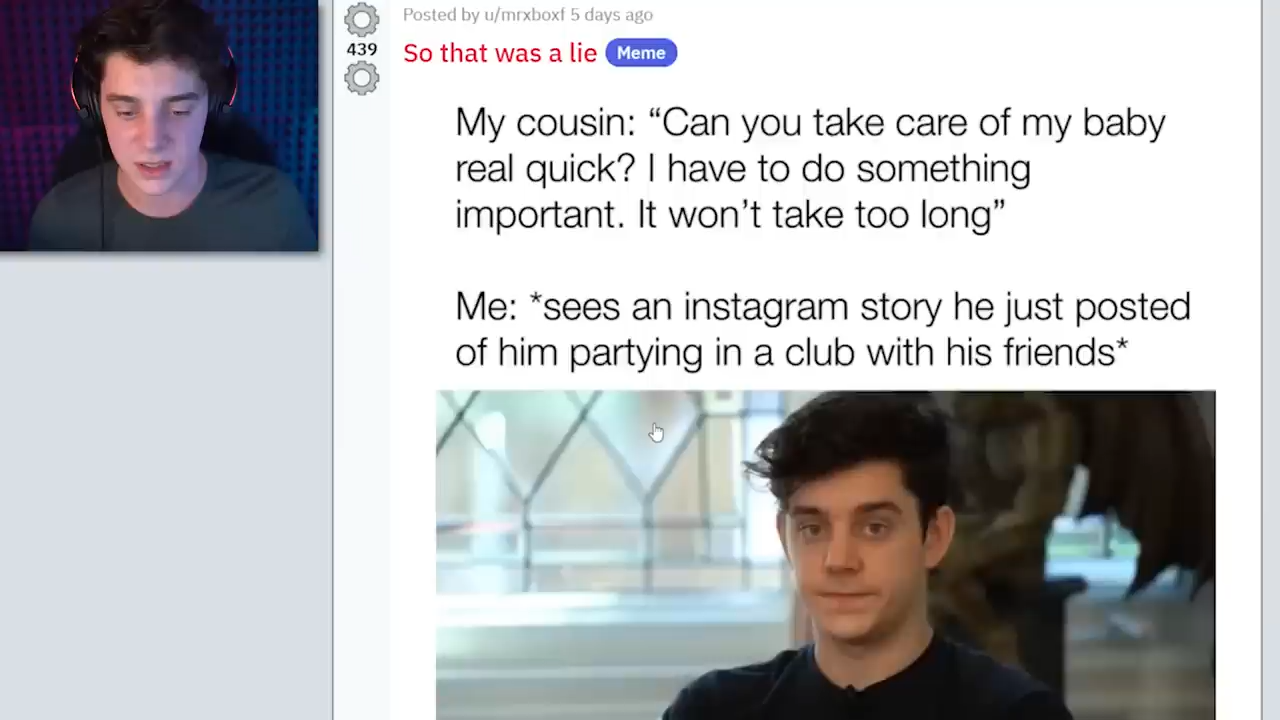 Posted by u/mrxboxf 5 days ago
439
So that was a lie Meme
My cousin: “Can you take care of my baby
real quick? I have to do something
important. It won’t take too long”
Me: *sees an instagram story he just posted
of him partying in a club with his friends*